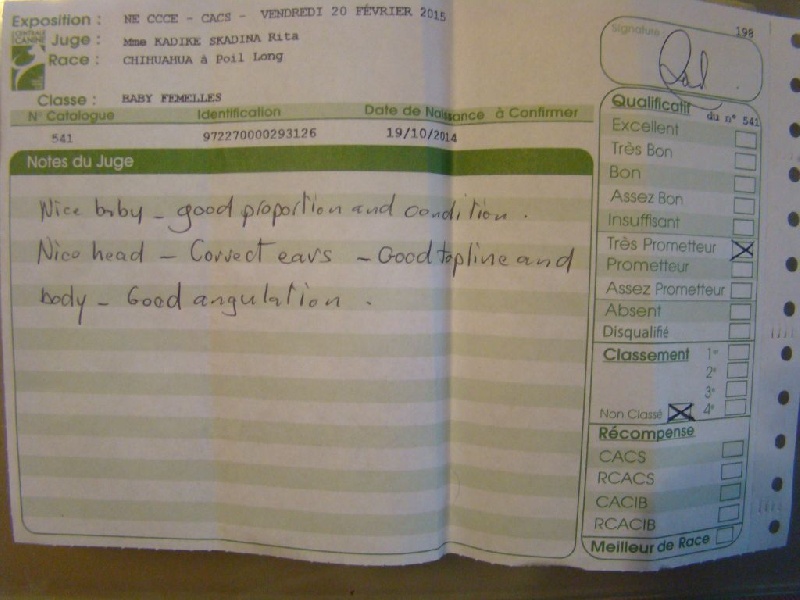 Exposition : NE CCCE - CACS - VENDREDI 20 FÉVRIER 2015
CENTRALE CANINE
Juge : Mme KADIKE SKADINA Rita
Race : CHIHUAHUA à Poil Long
Classe : BABY FEMELLES
N° Catalogue Identification Date de Naissance à Confirmer
541 972270000293126 19/10/2014
Notes du Juge
Nice baby - good proportion and condition .
Nice head - Correct ears - Good topline and
body - Good angulation .
Signature 198
Qualificatif du n° 541
Excellent
Très Bon
Bon
Assez Bon
Insuffisant
Très Prometteur
Prometteur
Assez Prometteur
Absent
Disqualifié
Classement 1er
2e
3e
Non Classé 4e
Récompense
CACS
RCACS
CACIB
RCACIB
Meilleur de Race